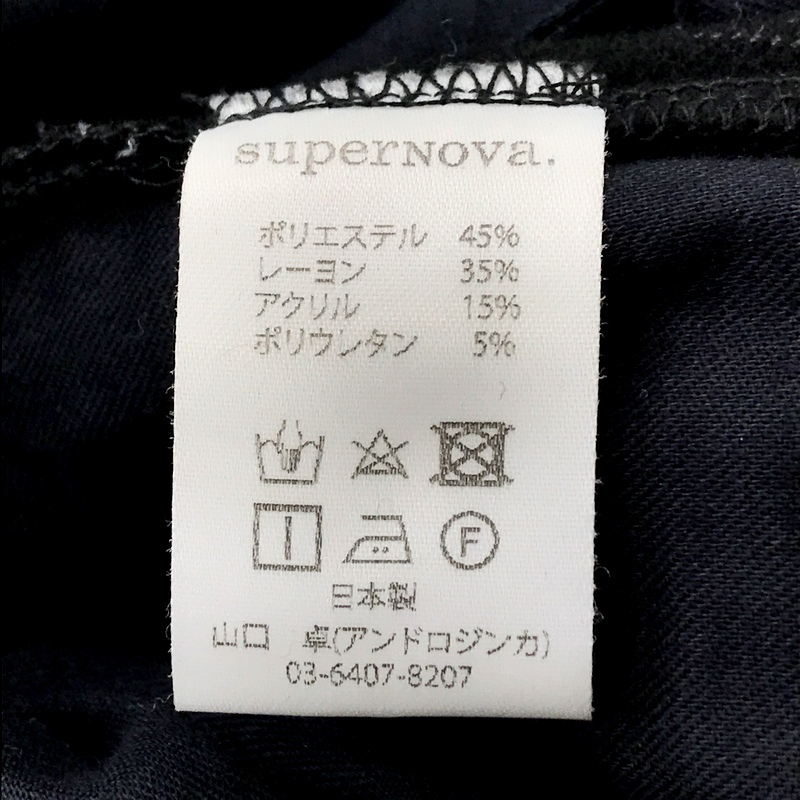 superNova.
ポリエステル 45%
レーヨン 35%
アクリル 15%
ポリウレタン 5%
F
日本製
山口 卓(アンドロジンカ)
03-6407-8207